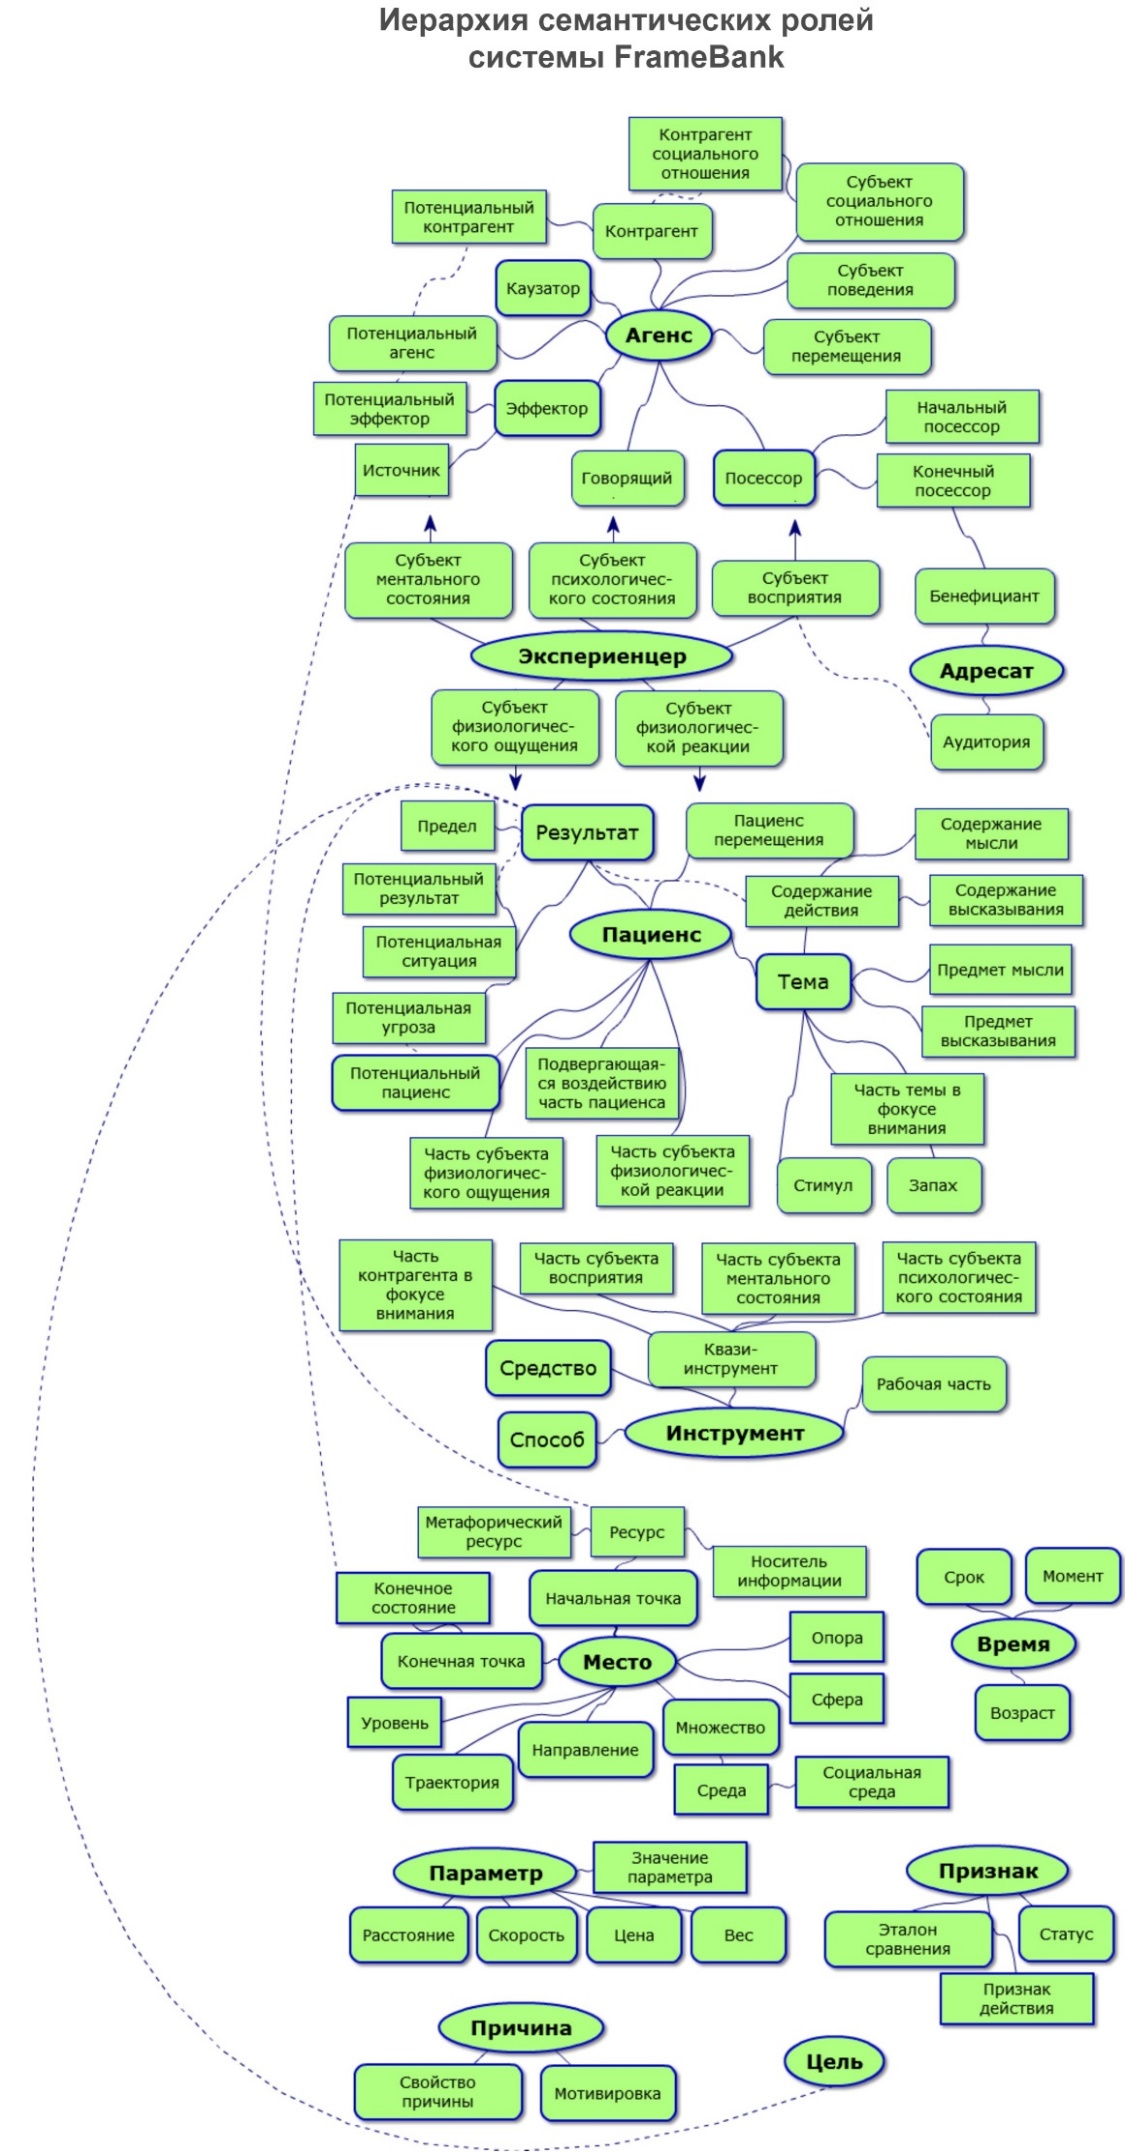 Иерархия семантических ролей
системы FrameBank
Контрагент
социального
отношения
Субъект
социального
отношения
Потенциальный
контрагент
Контрагент
Каузатор
Субъект
поведения
Потенциальный
агенс
Агенс
Субъект
перемещения
Потенциальный
эффектор
Эффектор
Начальный
посессор
Источник
Говорящий
Посессор
Конечный
посессор
Субъект
ментального
состояния
Субъект
психологичес-
кого состояния
Субъект
восприятия
Бенефициант
Экспериенцер
Адресат
Субъект
физиологичес-
кого ощущения
Субъект
физиологичес-
кой реакции
Аудитория
Предел
Результат
Пациенс
перемещения
Содержание
мысли
Потенциальный
результат
Содержание
действия
Содержание
высказывания
Потенциальная
ситуация
Пациенс
Тема
Предмет мысли
Потенциальная
угроза
Предмет
высказывания
Потенциальный
пациенс
Подвергающая-
ся воздействию
часть пациенса
Часть темы в
фокусе
внимания
Часть субъекта
физиологичес-
кого ощущения
Часть субъекта
физиологичес-
кой реакции
Стимул
Запах
Часть
контрагента в
фокусе
внимания
Часть субъекта
восприятия
Часть субъекта
ментального
состояния
Часть субъекта
психологичес-
кого состояния
Средство
Квази-
инструмент
Рабочая часть
Способ
Инструмент
Метафорический
ресурс
Ресурс
Носитель
информации
Срок
Момент
Конечное
состояние
Начальная точка
Опора
Время
Конечная точка
Место
Сфера
Уровень
Множество
Возраст
Направление
Траектория
Среда
Социальная
среда
Параметр
Значение
параметра
Признак
Расстояние
Скорость
Цена
Вес
Эталон
сравнения
Статус
Признак
действия
Причина
Цель
Свойство
причины
Мотивировка